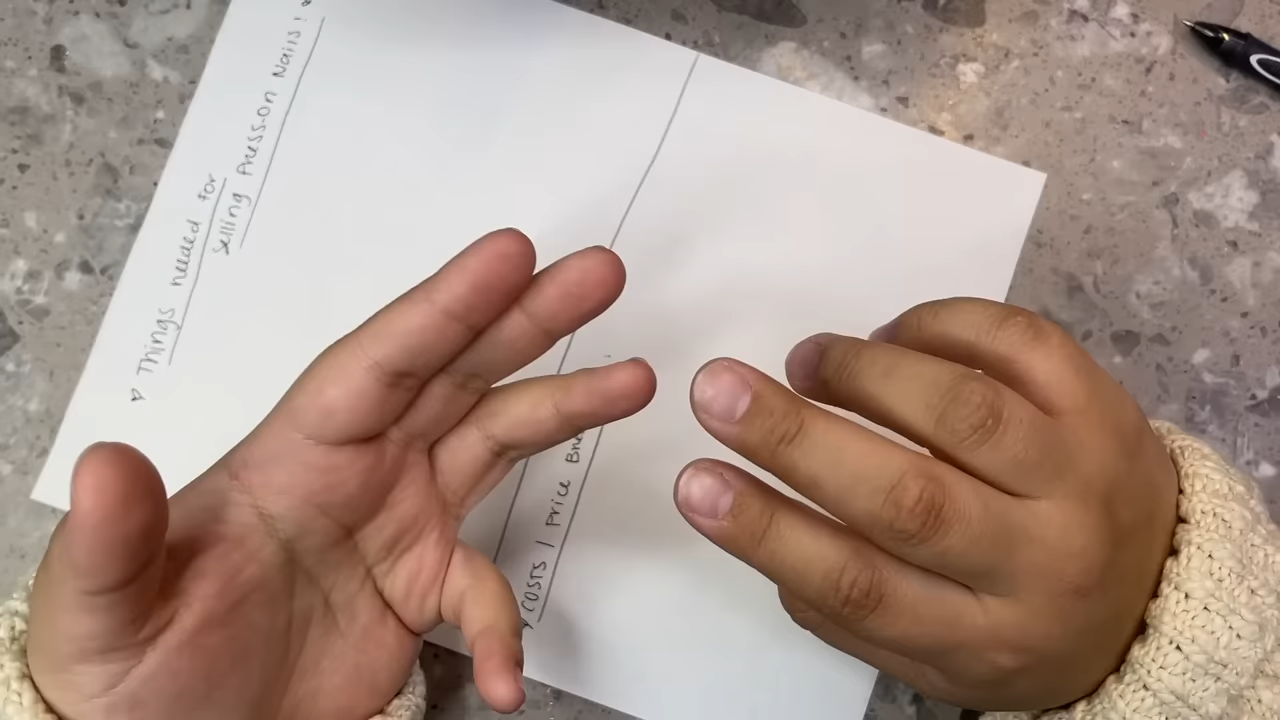 ♡ Things needed for
Selling Press-on Nails! ♡
♡ Costs / Price